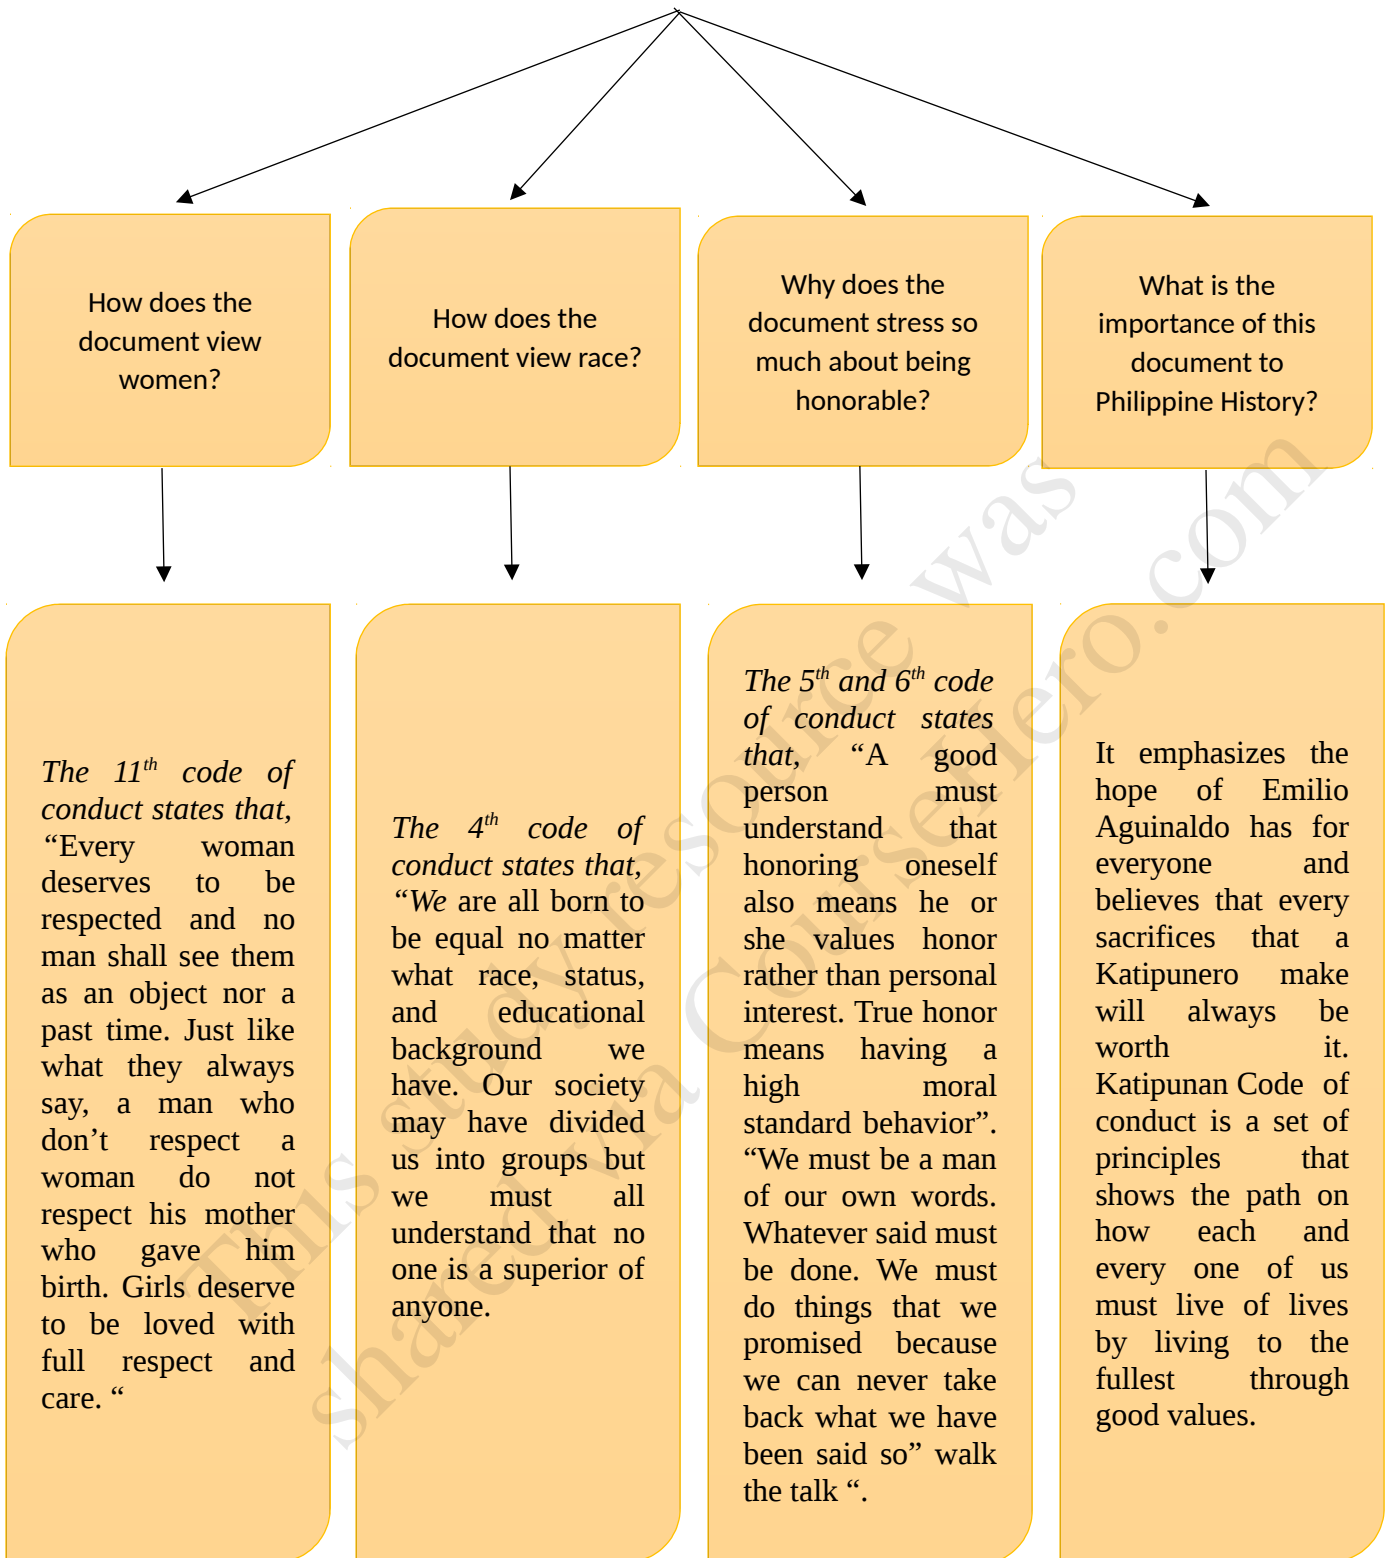 How does the
document view
women?
How does the
document view race?
Why does the
document stress so
much about being
honorable?
What is the
importance of this
document to
Philippine History?
The 11th code of
conduct states that,
“Every woman
deserves to be
respected and no
man shall see them
as an object nor a
past time. Just like
what they always
say, a man who
don’t respect a
woman do not
respect his mother
who gave him
birth. Girls deserve
to be loved with
full respect and
care. “
The 4th code of
conduct states that,
“We are all born to
be equal no matter
what race, status,
and educational
background we
have. Our society
may have divided
us into groups but
we must all
understand that no
one is a superior of
anyone.
The 5th and 6th code
of conduct states
that, “A good
person must
understand that
honoring oneself
also means he or
she values honor
rather than personal
interest. True honor
means having a
high moral
standard behavior”.
“We must be a man
of our own words.
Whatever said must
be done. We must
do things that we
promised because
we can never take
back what we have
been said so” walk
the talk “.
It emphasizes the
hope of Emilio
Aguinaldo has for
everyone and
believes that every
sacrifices that a
Katipunero make
will always be
worth it.
Katipunan Code of
conduct is a set of
principles that
shows the path on
how each and
every one of us
must live of lives
by living to the
fullest through
good values.
This study resource was
shared via CourseHero.com